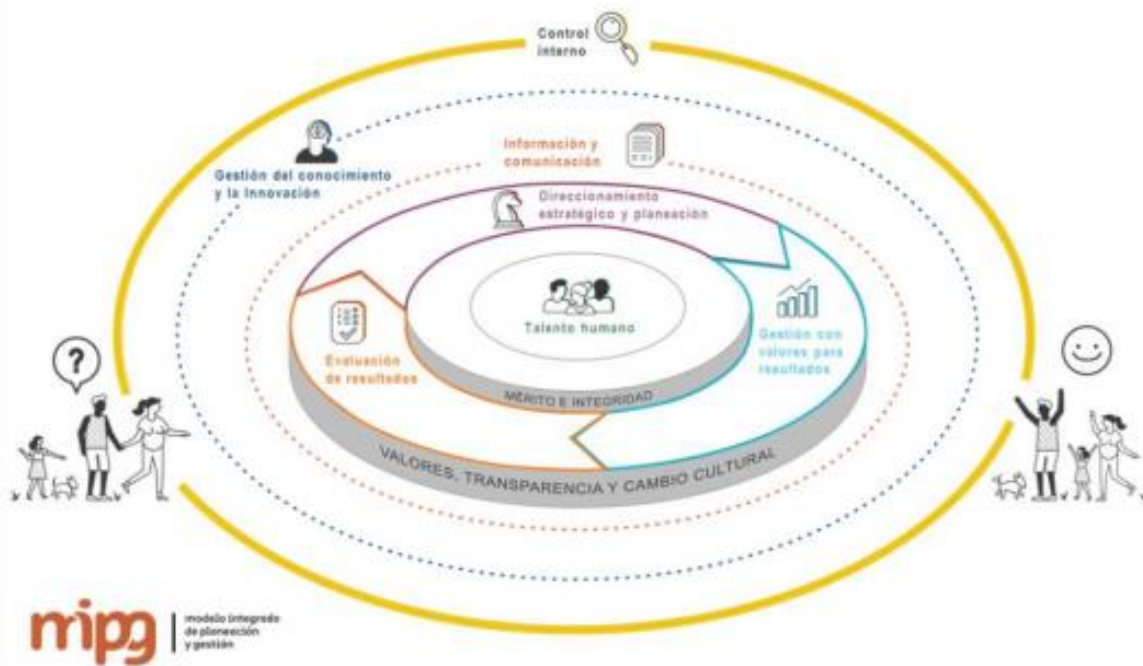 Control
interno
Gestión del conocimiento
y la Innovación
Información y
comunicación
Direccionamiento
estratégico y planeación
Talento humano
Gestión con
valores para
resultados
Evaluación
de resultados
MÉRITO E INTEGRIDAD
VALORES, TRANSPARENCIA Y CAMBIO CULTURAL
?
mipg
modelo integrado
de planeación
y gestión